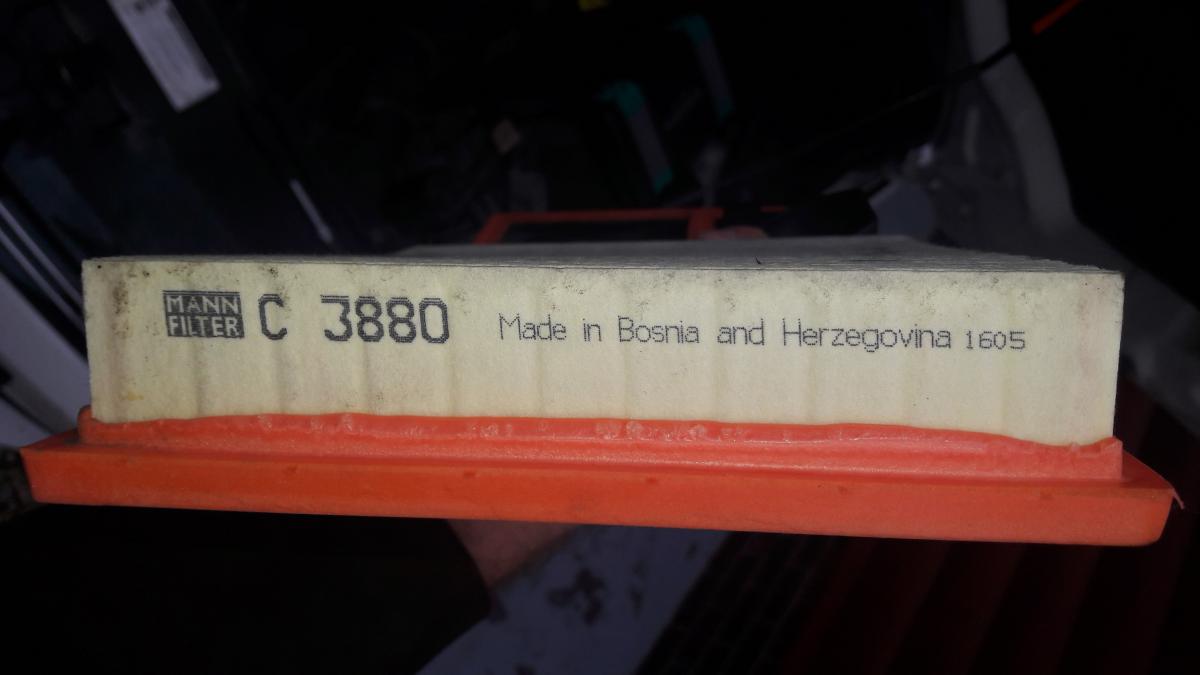 MANN
FILTER
C 3880 Made in Bosnia and Herzegovina 1605